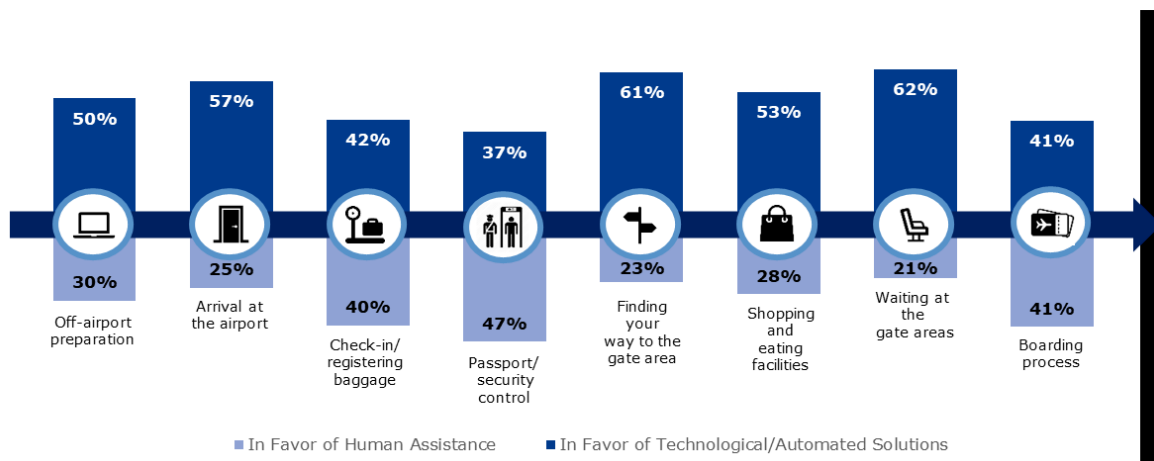 50%
57%
42%
37%
61%
53%
62%
41%
30%
25%
40%
47%
23%
28%
21%
41%
Off-airport
preparation
Arrival at
the airport
Check-in/
registering
baggage
Passport/
security
control
Finding
your
way to the
gate area
Shopping
and
eating
facilities
Waiting at
the
gate areas
Boarding
process
In Favor of Human Assistance
In Favor of Technological/Automated Solutions